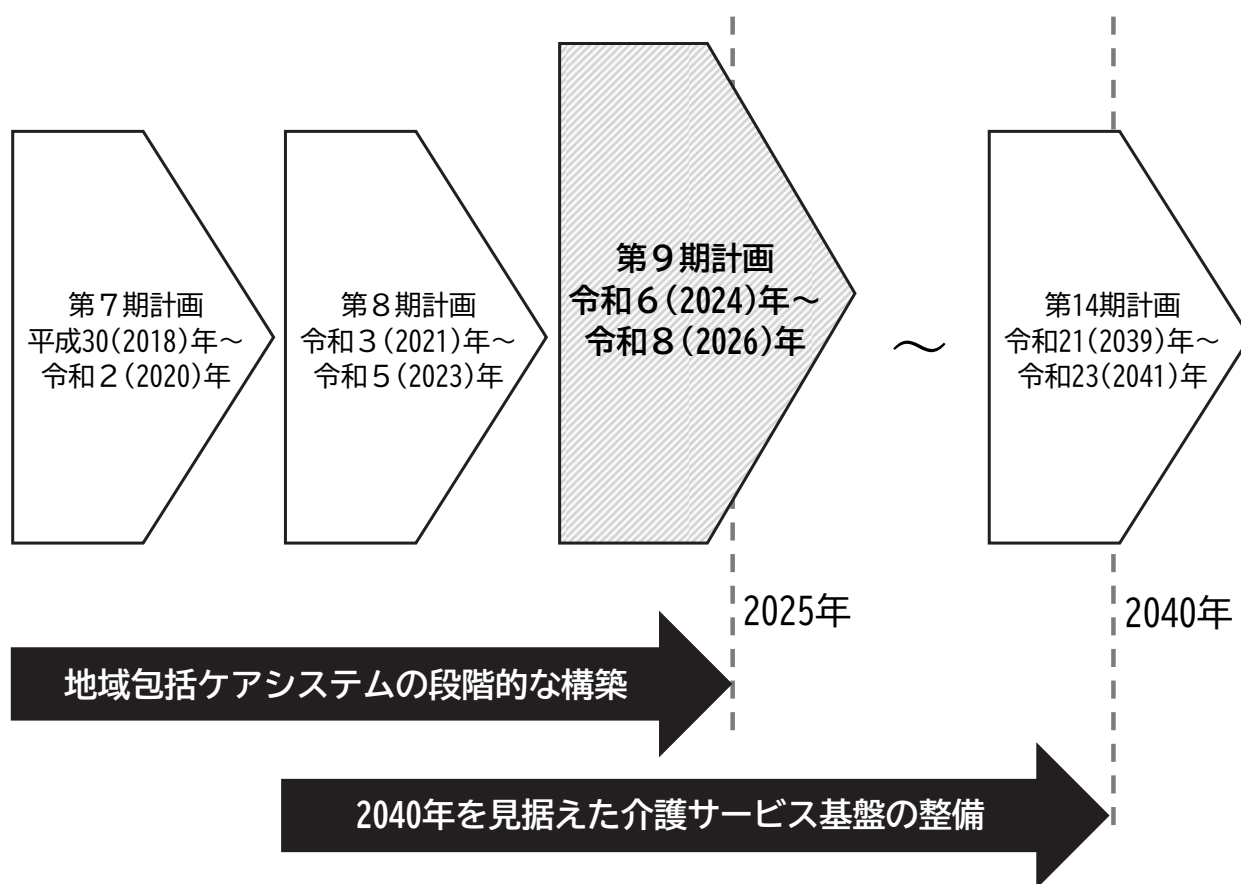 第７期計画
平成30(2018)年～
令和２(2020)年
第８期計画
令和３(2021)年～
令和５(2023)年
第９期計画
令和６(2024)年～
令和８(2026)年
～
第14期計画
令和21(2039)年～
令和23(2041)年
2025年
2040年
地域包括ケアシステムの段階的な構築
2040年を見据えた介護サービス基盤の整備